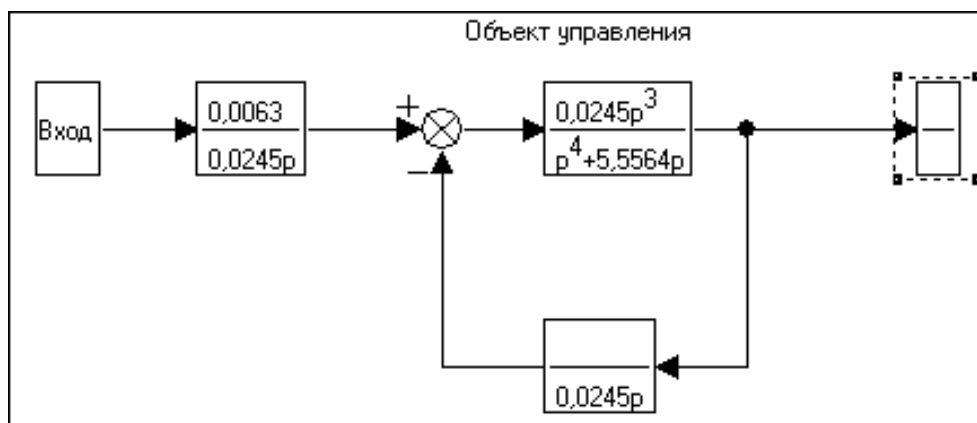 Объект управления
Вход
0,0063
0,0245p
+
−
0,0245p³
p⁴+5,5564p
0,0245p